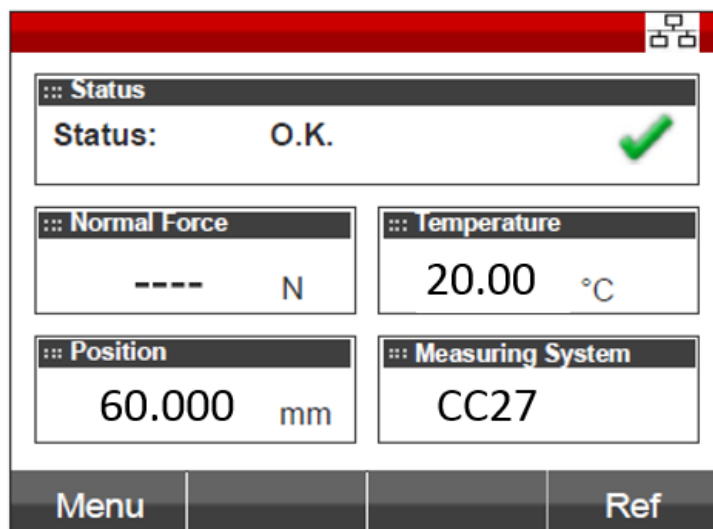 ::: Status
Status: O.K.
::: Normal Force
---- N
::: Temperature
20.00 °C
::: Position
60.000 mm
::: Measuring System
CC27
Menu Ref